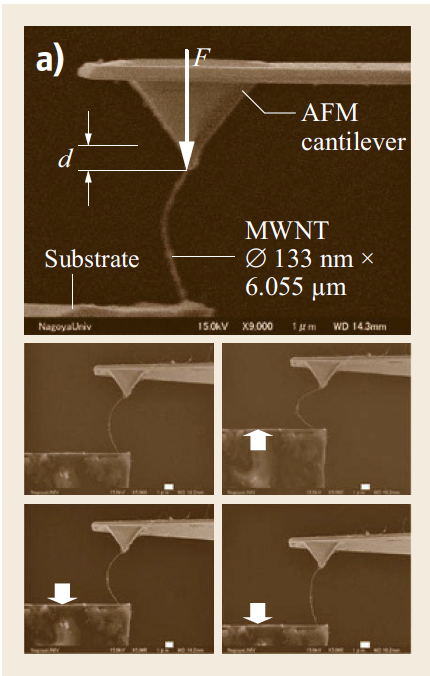 a)
F
AFM
cantilever
d
MWNT
Ø 133 nm ×
6.055 µm
Substrate
NagoyaUniv 15.0kV X9.000 1μm WD 14.3mm